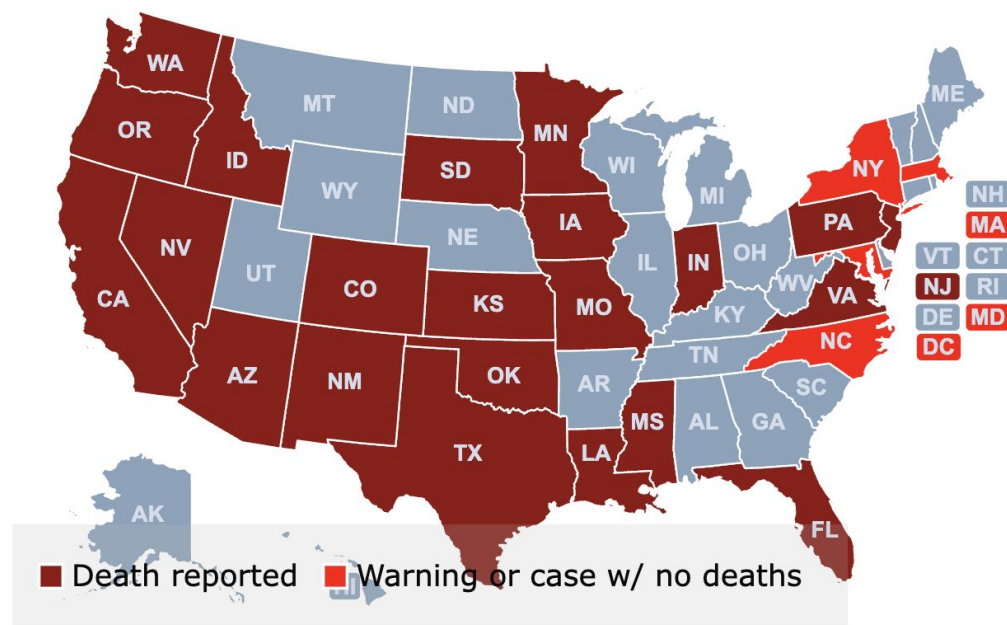 WA
MT
ND
ME
OR
MN
ID
SD
WI
NY
WY
MI
NH
IA
PA
MA
NE
NV
OH
VT
CT
UT
IL
IN
CO
WV
NJ
RI
CA
KS
MO
VA
KY
DE
MD
NC
DC
TN
AZ
NM
OK
AR
SC
MS
AL
GA
TX
LA
AK
FL
Death reported
Warning or case w/ no deaths
HI